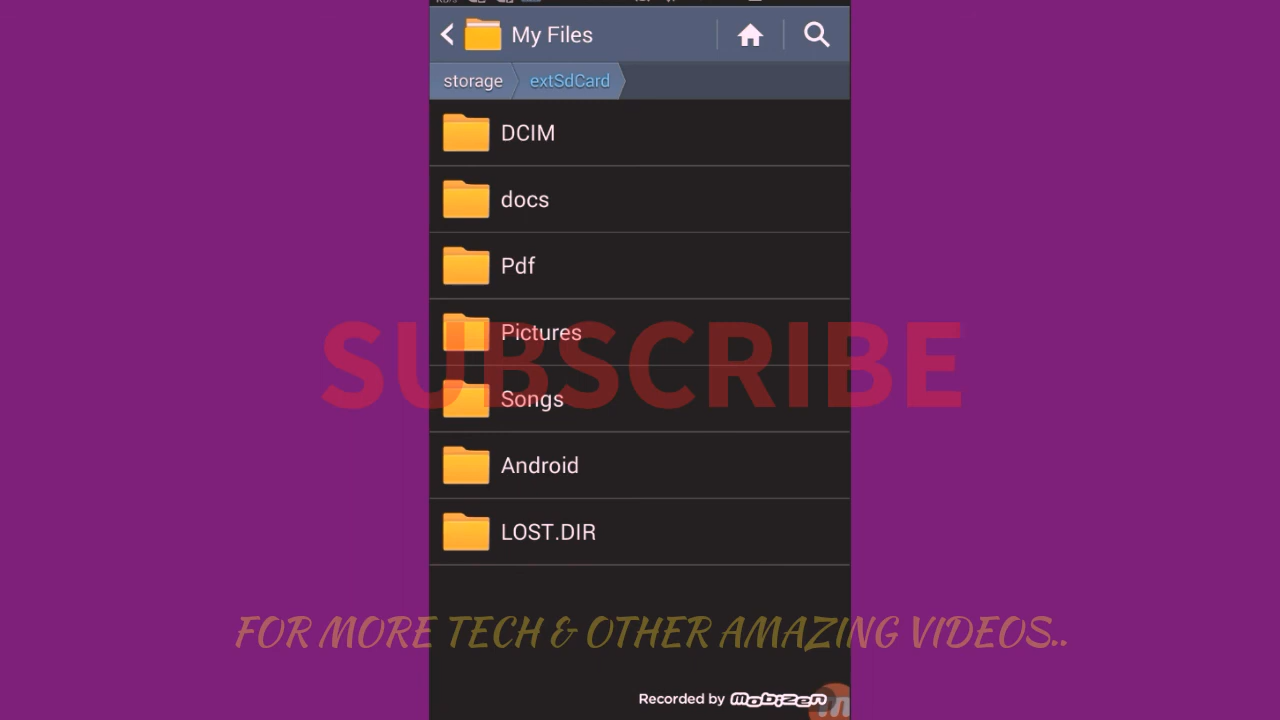 My Files
storage
extSdCard
DCIM
docs
Pdf
Pictures
SUBSCRIBE
Songs
Android
LOST.DIR
FOR MORE TECH & OTHER AMAZING VIDEOS..
Recorded by Mobizen